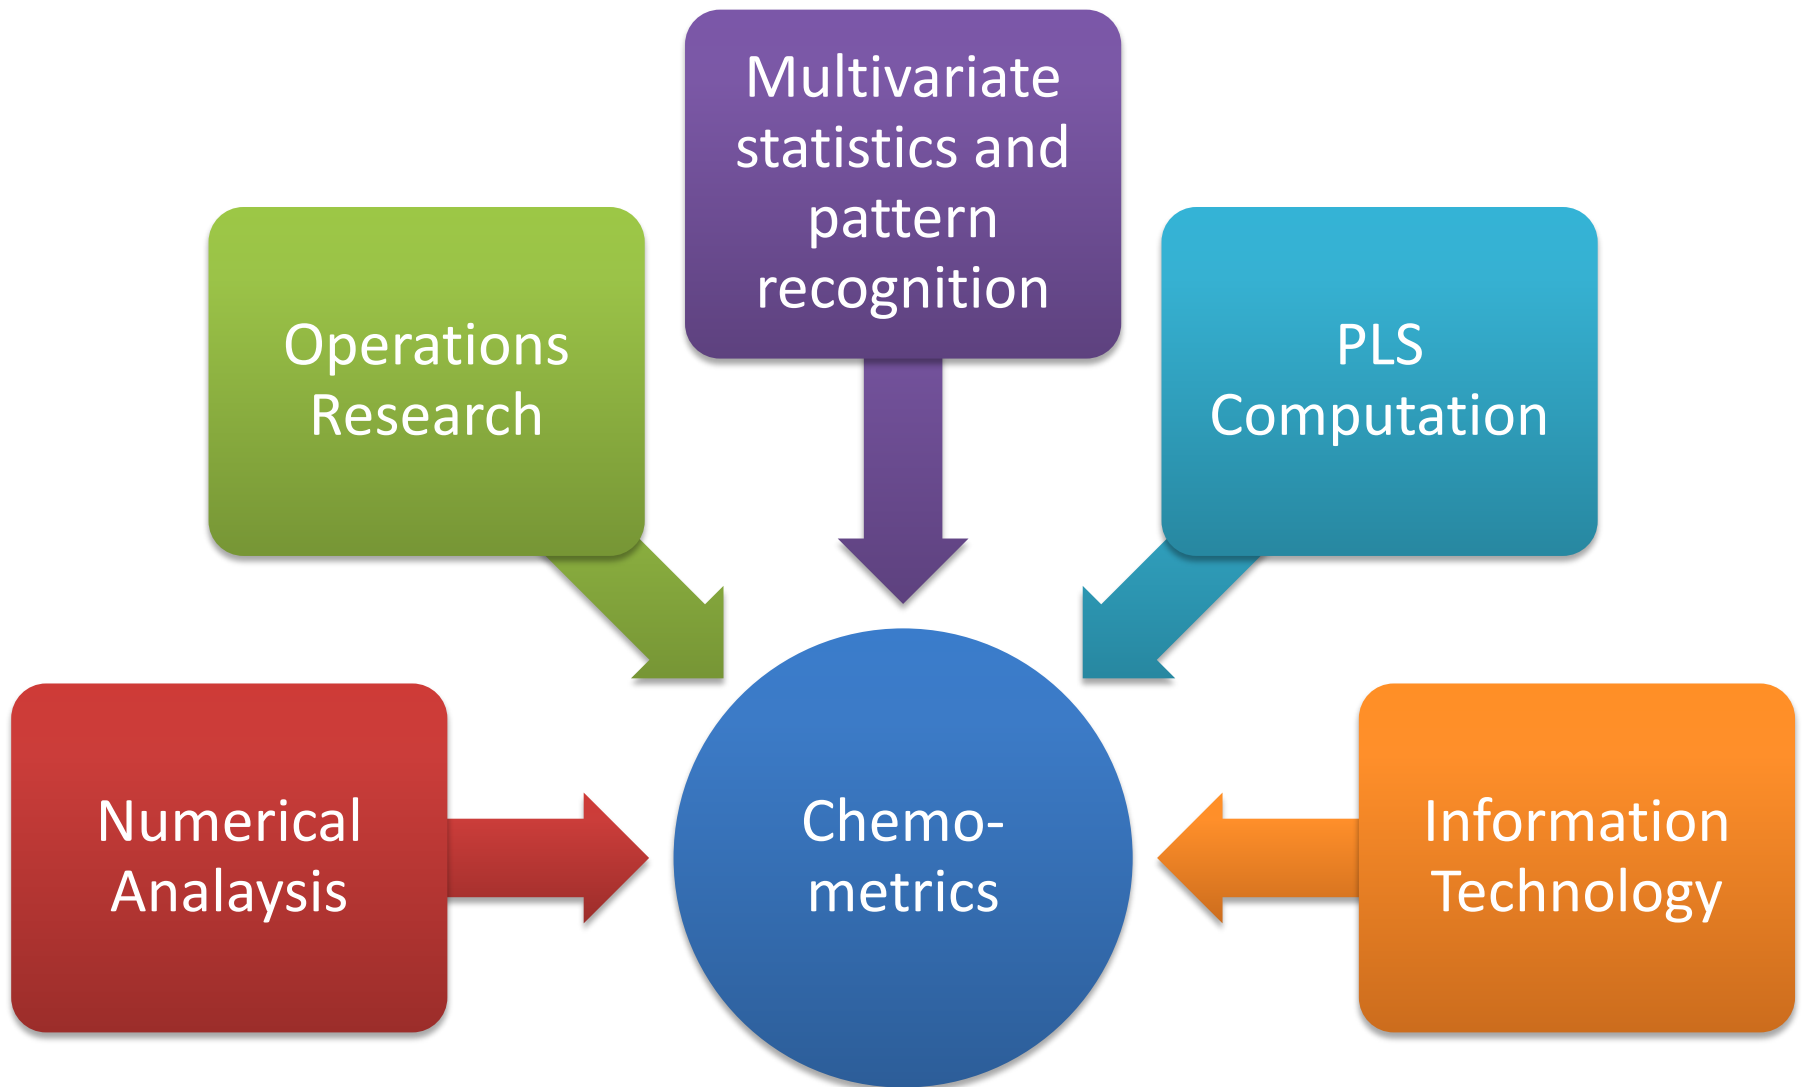 Multivariate
statistics and
pattern
recognition
Operations
Research
PLS
Computation
Numerical
Analaysis
Chemo-
metrics
Information
Technology